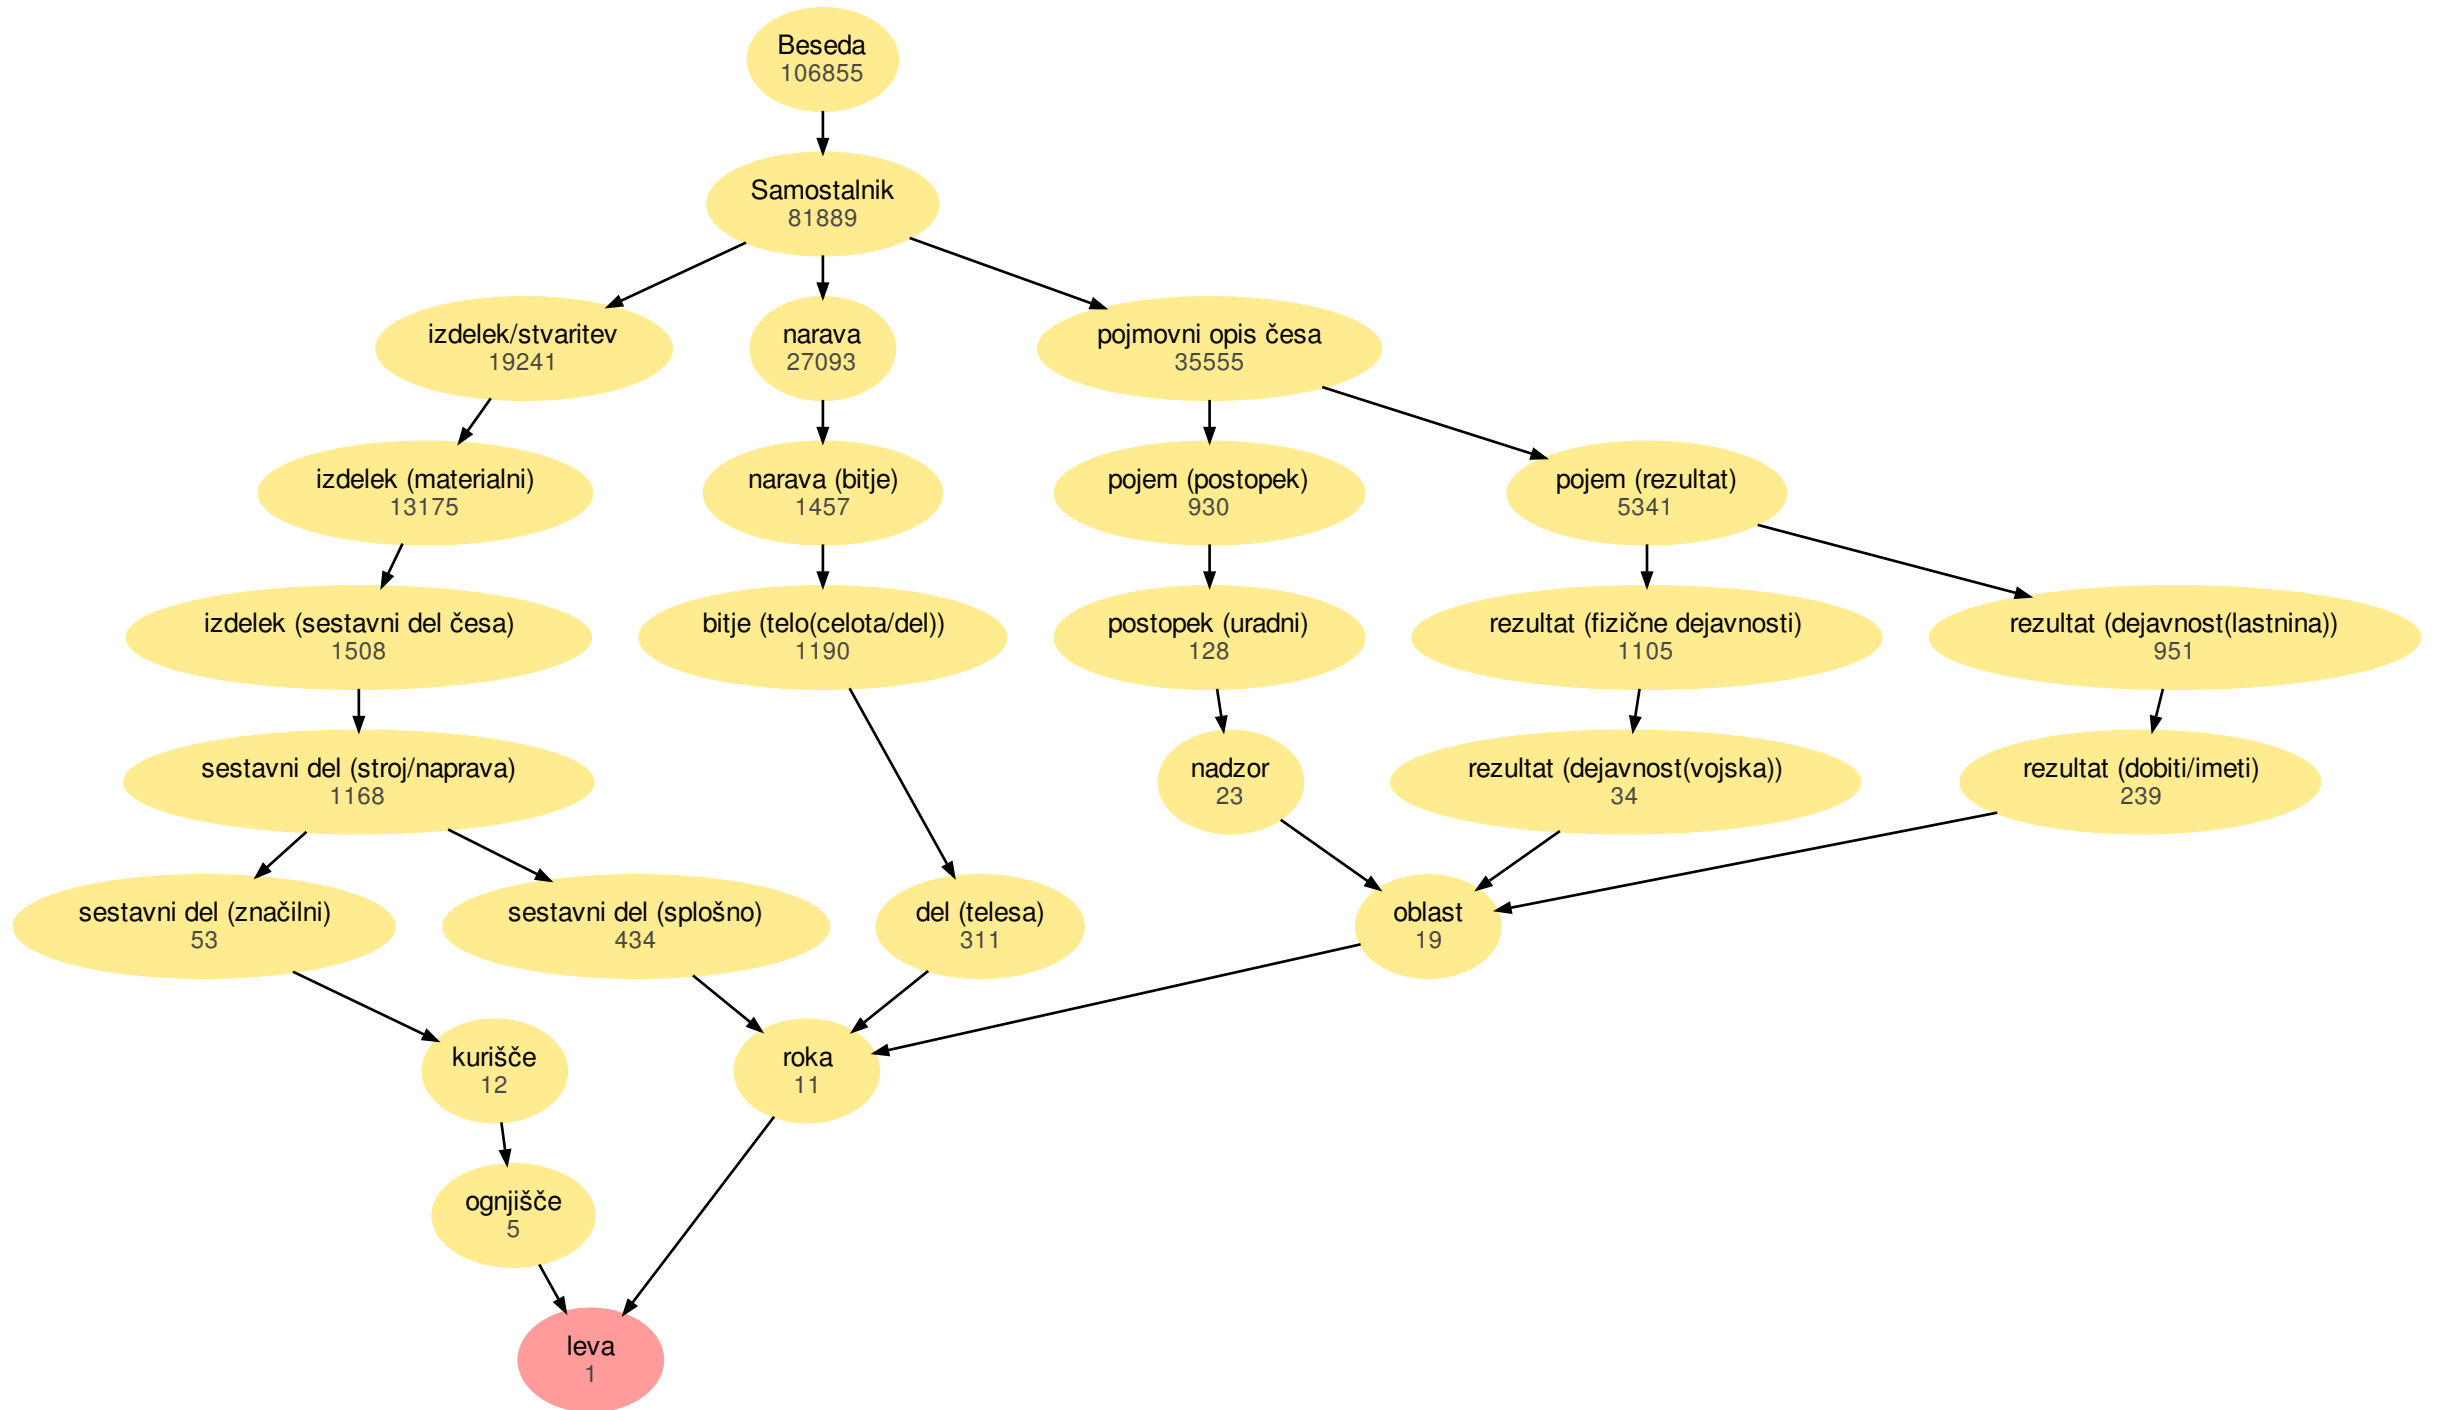 Beseda
106855
Samostalnik
81889
izdelek/stvaritev
19241
narava
27093
pojmovni opis česa
35555
izdelek (materialni)
13175
narava (bitje)
1457
pojem (postopek)
930
pojem (rezultat)
5341
izdelek (sestavni del česa)
1508
bitje (telo(celota/del))
1190
postopek (uradni)
128
rezultat (fizične dejavnosti)
1105
rezultat (dejavnost(lastnina))
951
sestavni del (stroj/naprava)
1168
nadzor
23
rezultat (dejavnost(vojska))
34
rezultat (dobiti/imeti)
239
sestavni del (značilni)
53
sestavni del (splošno)
434
del (telesa)
311
oblast
19
kurišče
12
roka
11
ognjišče
5
leva
1